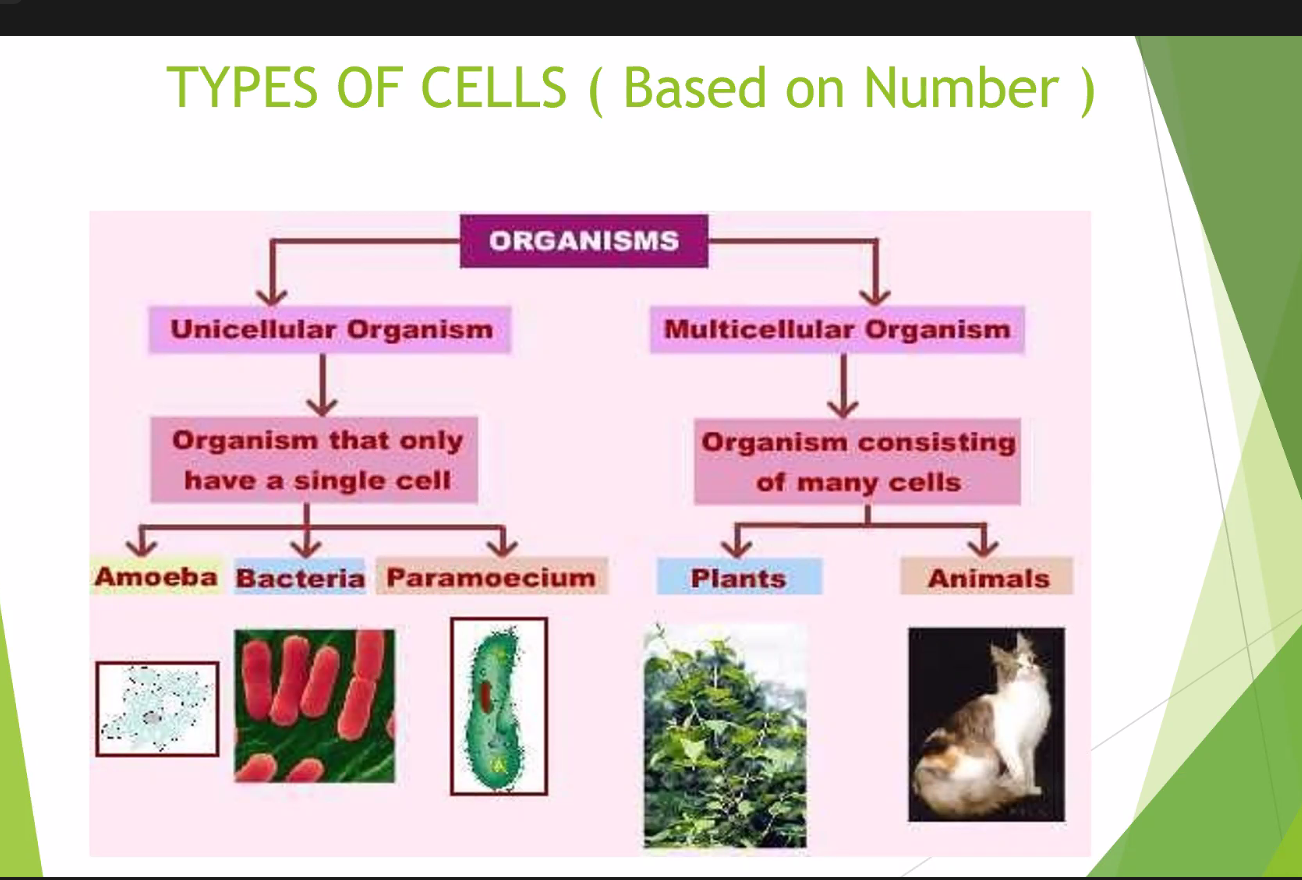 TYPES OF CELLS ( Based on Number )
ORGANISMS
Unicellular Organism
Multicellular Organism
Organism that only
have a single cell
Organism consisting
of many cells
Amoeba
Bacteria
Paramoecium
Plants
Animals